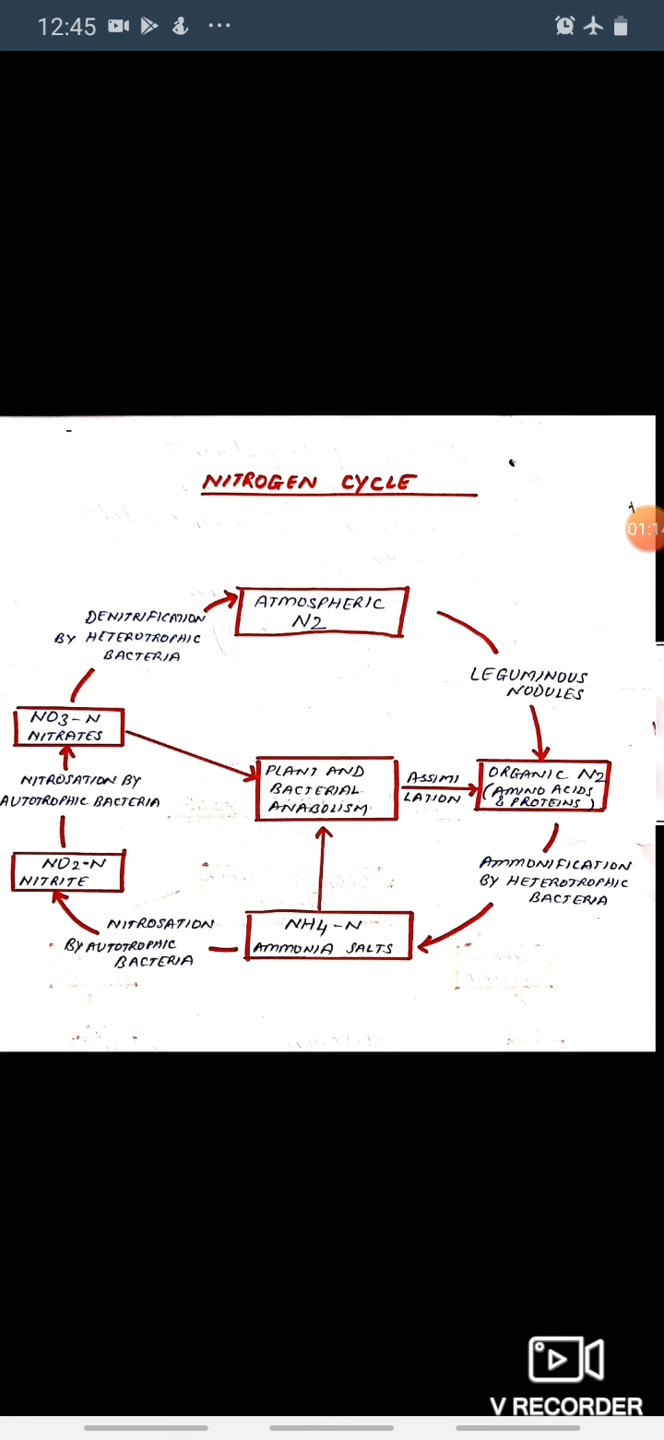 12:45
NITROGEN CYCLE
01:1
ATMOSPHERIC
N2
DENITRIFICATION
BY HETEROTROPHIC
BACTERIA
LEGUMINOUS
NODULES
NO3-N
NITRATES
PLANT AND
BACTERIAL
ANABOLISM
ASSIMI
LATION
ORGANIC N2
(AMINO ACIDS
& PROTEINS)
NITROSATION BY
AUTOTROPHIC BACTERIA
NO2-N
NITRITE
AMMONIFICATION
BY HETEROTROPHIC
BACTERIA
NITROSATION
BY AUTOTROPHIC
BACTERIA
NH4-N
AMMONIA SALTS
V RECORDER